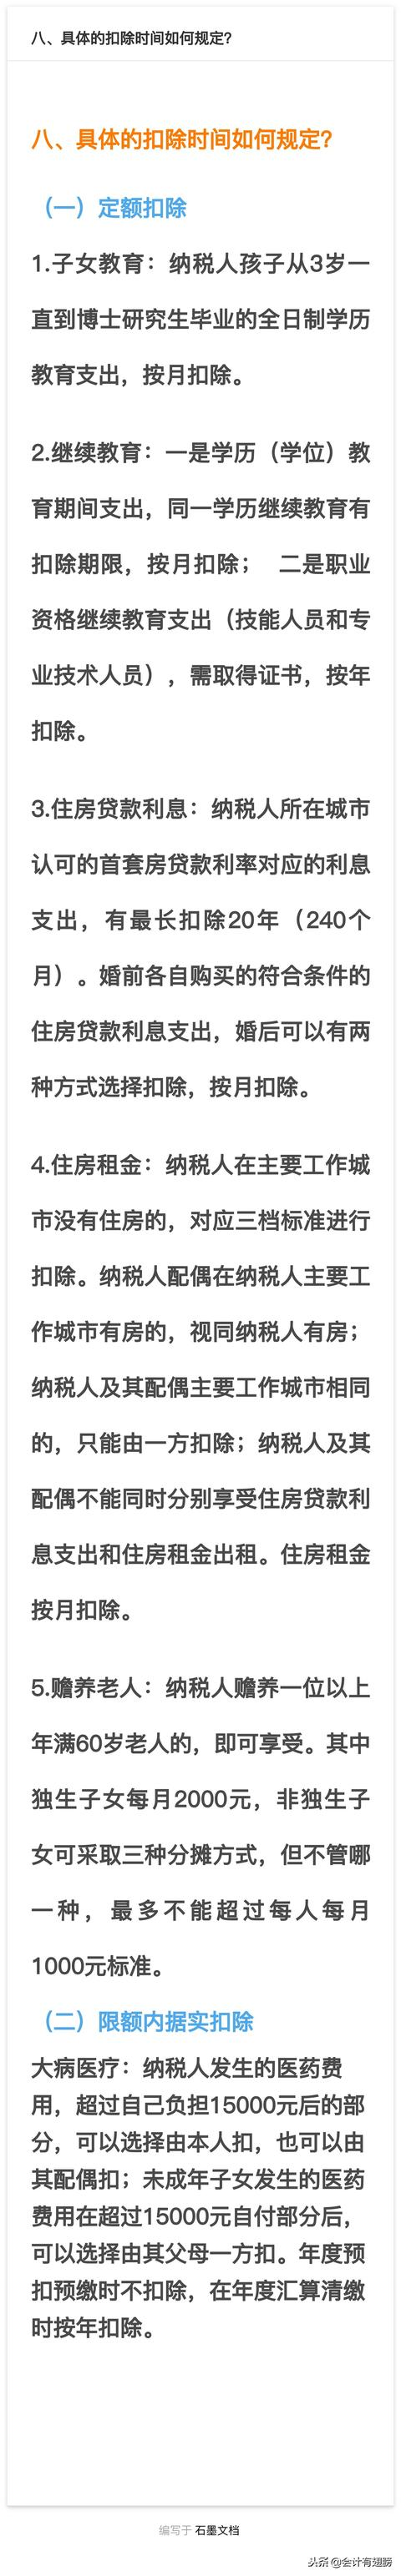 八、具体的扣除时间如何规定？
八、具体的扣除时间如何规定？
（一）定额扣除
1.子女教育：纳税人孩子从3岁一
直到博士研究生毕业的全日制学历
教育支出，按月扣除。
2.继续教育：一是学历（学位）教
育期间支出，同一学历继续教育有
扣除期限，按月扣除； 二是职业
资格继续教育支出（技能人员和专
业技术人员），需取得证书，按年
扣除。
3.住房贷款利息：纳税人所在城市
认可的首套房贷款利率对应的利息
支出，有最长扣除20年（240个
月）。婚前各自购买的符合条件的
住房贷款利息支出，婚后可以有两
种方式选择扣除，按月扣除。
4.住房租金：纳税人在主要工作城
市没有住房的，对应三档标准进行
扣除。纳税人配偶在纳税人主要工
作城市有房的，视同纳税人有房；
纳税人及其配偶主要工作城市相同
的，只能由一方扣除；纳税人及其
配偶不能同时分别享受住房贷款利
息支出和住房租金出租。住房租金
按月扣除。
5.赡养老人：纳税人赡养一位以上
年满60岁老人的，即可享受。其中
独生子女每月2000元，非独生子
女可采取三种分摊方式，但不管哪
一种，最多不能超过每人每月
1000元标准。
（二）限额内据实扣除
大病医疗：纳税人发生的医药费
用，超过自己负担15000元后的部
分，可以选择由本人扣，也可以由
其配偶扣；未成年子女发生的医药
费用在超过15000元自付部分后，
可以选择由其父母一方扣。年度预
扣预缴时不扣除，在年度汇算清缴
时按年扣除。
编写于 石墨文档
头条 @会计有翅膀